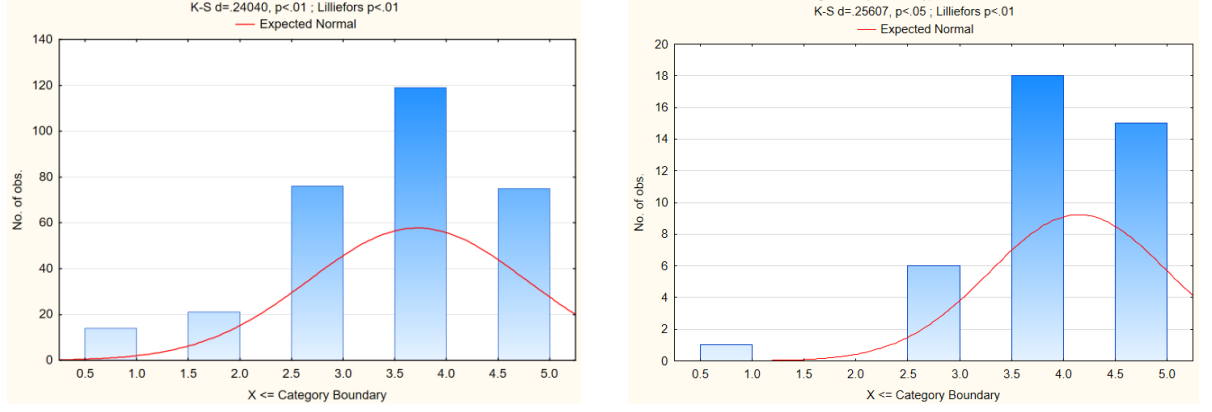 K-S d=.24040, p<.01 ; Lilliefors p<.01
Expected Normal
140
120
100
80
60
40
20
0
No. of obs.
0.5 1.0 1.5 2.0 2.5 3.0 3.5 4.0 4.5 5.0
X <= Category Boundary
K-S d=.25607, p<.05 ; Lilliefors p<.01
Expected Normal
20
18
16
14
12
10
8
6
4
2
0
No. of obs.
0.5 1.0 1.5 2.0 2.5 3.0 3.5 4.0 4.5 5.0
X <= Category Boundary